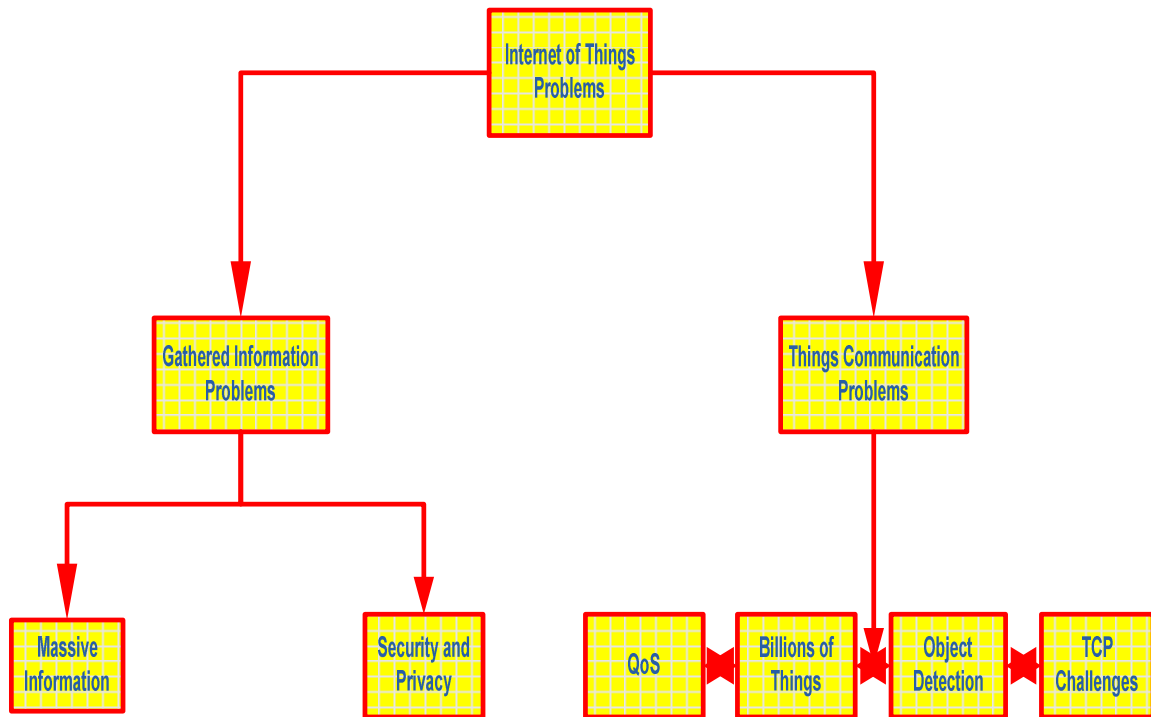 Internet of Things
Problems
Gathered Information
Problems
Things Communication
Problems
Massive
Information
Security and
Privacy
QoS
Billions of
Things
Object
Detection
TCP
Challenges